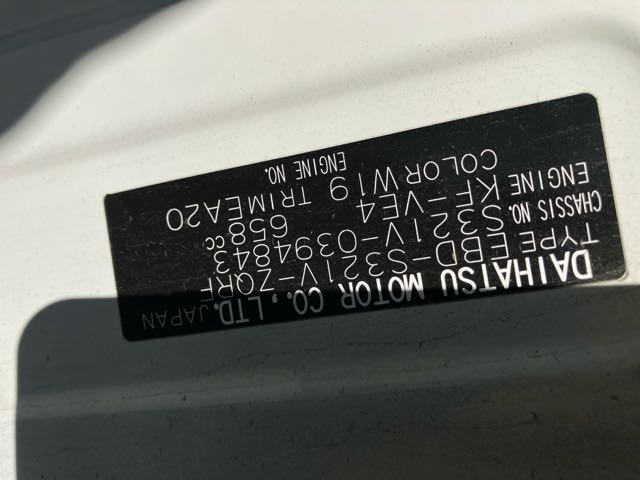 DAIHATSU MOTOR CO., LTD. JAPAN
TYPE EBD-S321V-ZQRF
CHASSIS NO. S321V-0394843
ENGINE KF-VE4 658cc
COLOR W19 TRIM EA20
ENGINE NO.